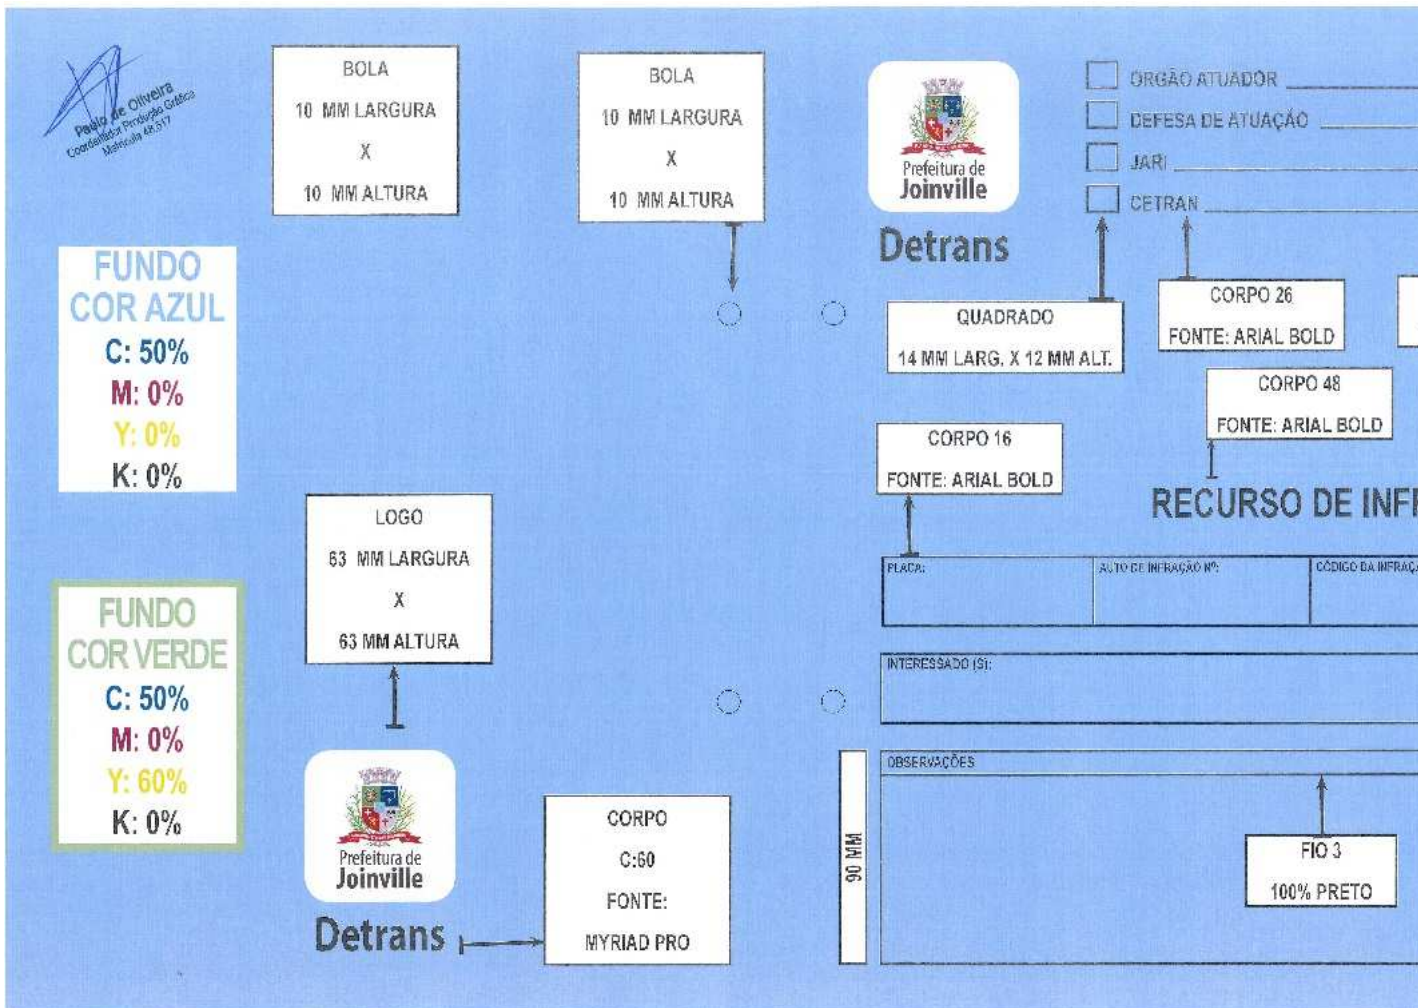 Pablo de Oliveira
Coordenador Produção Gráfica
Matrícula 48.517
BOLA
10 MM LARGURA
X
10 MM ALTURA
BOLA
10 MM LARGURA
X
10 MM ALTURA
Prefeitura de
Joinville
Detrans
ORGÃO ATUADOR
DEFESA DE ATUAÇÃO
JARI
CETRAN
FUNDO
COR AZUL
C: 50%
M: 0%
Y: 0%
K: 0%
QUADRADO
14 MM LARG. X 12 MM ALT.
CORPO 26
FONTE: ARIAL BOLD
CORPO 48
FONTE: ARIAL BOLD
CORPO 16
FONTE: ARIAL BOLD
RECURSO DE INF
LOGO
63 MM LARGURA
X
63 MM ALTURA
PLACA:
AUTO DE INFRAÇÃO Nº:
CÓDIGO DA INFRAÇ
FUNDO
COR VERDE
C: 50%
M: 0%
Y: 60%
K: 0%
INTERESSADO (S):
OBSERVAÇÕES
90 MM
FIO 3
100% PRETO
Prefeitura de
Joinville
Detrans
CORPO
C:60
FONTE:
MYRIAD PRO